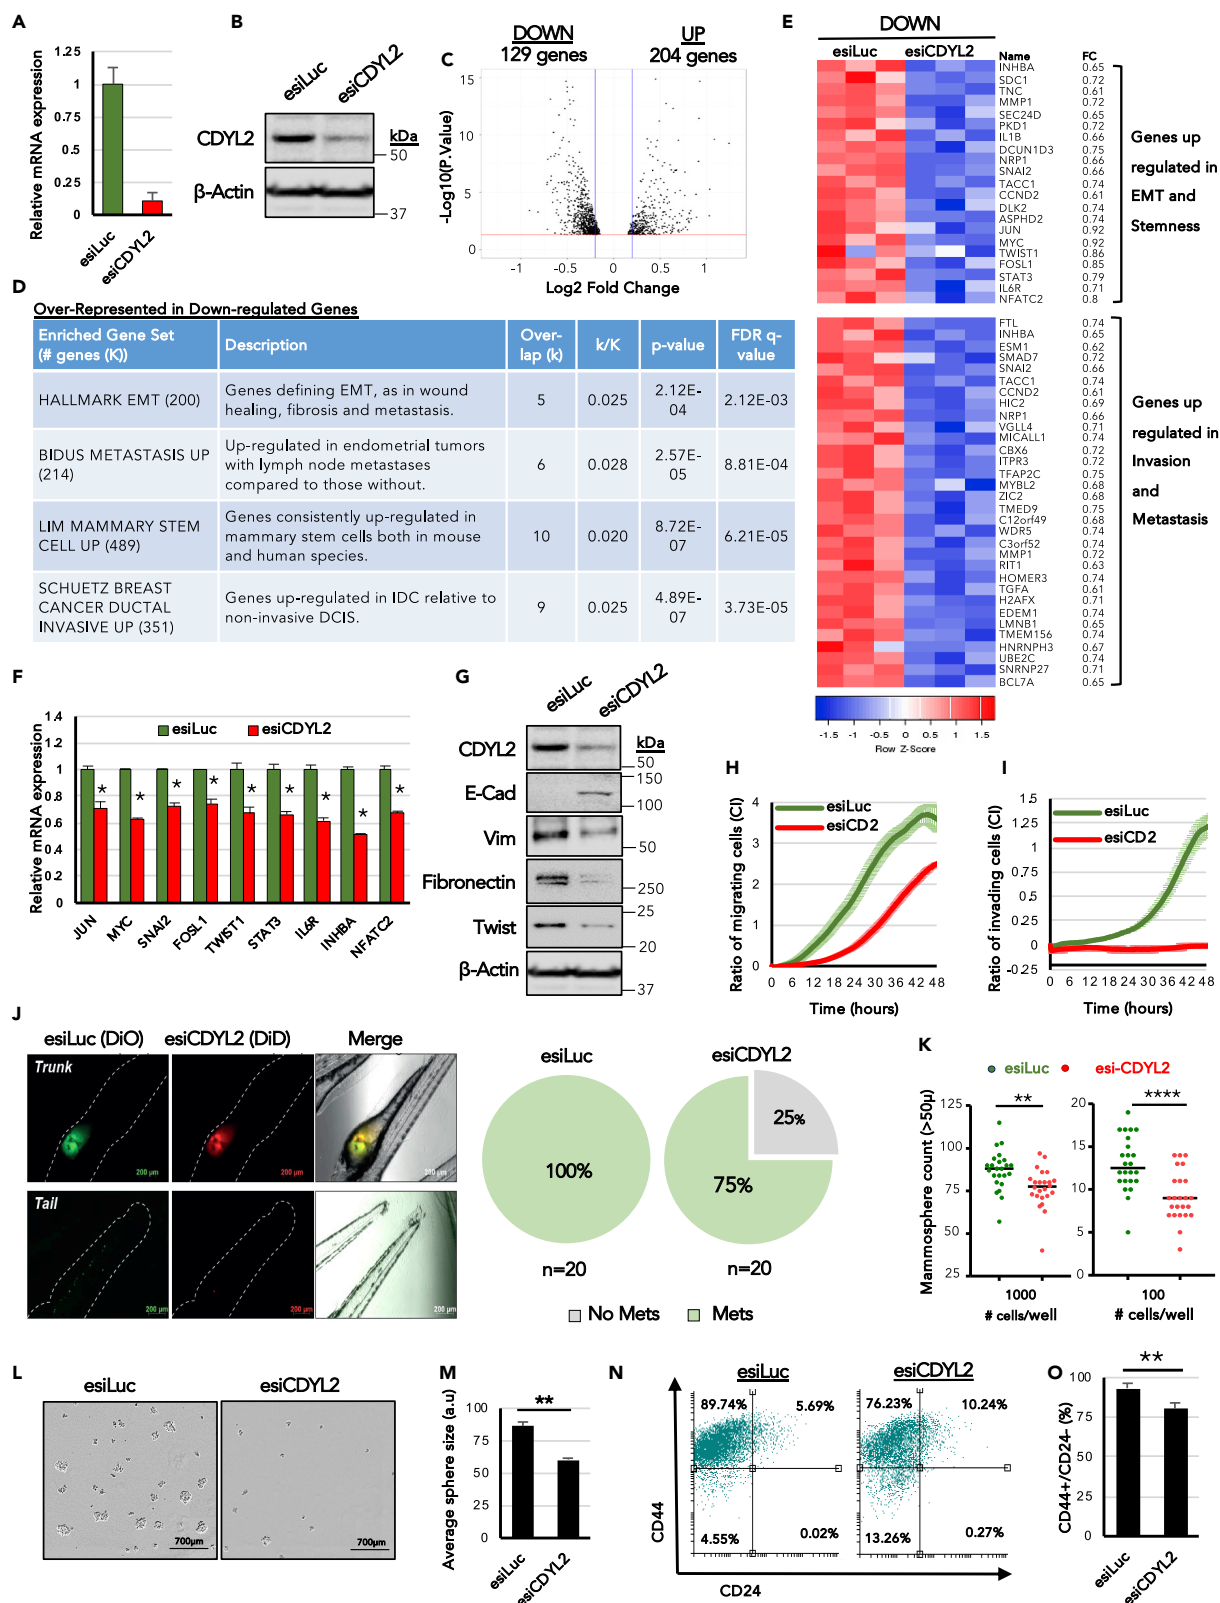 A
1.25
1
0.75
0.5
0.25
0
Relative mRNA expression
esiLuc
esiCDYL2
B
esiLuc
esiCDYL2
CDYL2
kDa
50
β-Actin
37
C
DOWN
129 genes
UP
204 genes
15
10
5
0
-Log10(P.Value)
-1
-0.5
0
0.5
1
Log2 Fold Change
D
Over-Represented in Down-regulated Genes
Enriched Gene Set (# genes (K))
Description
Over-lap (k)
k/K
p-value
FDR q-value
HALLMARK EMT (200)
Genes defining EMT, as in wound healing, fibrosis and metastasis.
5
0.025
2.12E-04
2.12E-03
BIDUS METASTASIS UP (214)
Up-regulated in endometrial tumors with lymph node metastases compared to those without.
6
0.028
2.57E-05
8.81E-04
LIM MAMMARY STEM CELL UP (489)
Genes consistently up-regulated in mammary stem cells both in mouse and human species.
10
0.020
8.72E-07
6.21E-05
SCHUETZ BREAST CANCER DUCTAL INVASIVE UP (351)
Genes up-regulated in IDC relative to non-invasive DCIS.
9
0.025
4.89E-07
3.73E-05
E
DOWN
esiLuc
esiCDYL2
Name FC
INHBA 0.65
SDC1 0.72
TNC 0.61
MMP1 0.72
SEC24D 0.65
PKD1 0.72
IL1B 0.66
DCUN1D3 0.75
NRP1 0.66
SNAI2 0.66
TACC1 0.74
CCND2 0.61
DLK2 0.74
ASPHD2 0.74
JUN 0.92
MYC 0.92
TWIST1 0.86
FOSL1 0.85
STAT3 0.79
IL6R 0.71
NFATC2 0.8
Genes up
regulated in
EMT and
Stemness
FTL 0.74
INHBA 0.65
ESM1 0.62
SMAD7 0.72
SNAI2 0.66
TACC1 0.74
CCND2 0.61
HIC2 0.69
NRP1 0.66
VGLL4 0.71
MICALL1 0.74
CBX6 0.72
ITPR3 0.72
TFAP2C 0.75
MYBL2 0.68
ZIC2 0.68
TMED9 0.75
C12orf49 0.68
WDR5 0.74
C3orf52 0.74
MMP1 0.72
RIT1 0.63
HOMER3 0.74
TGFA 0.61
H2AFX 0.71
EDEM1 0.74
LMNB1 0.65
TMEM156 0.74
HNRNPH3 0.67
UBE2C 0.74
SNRNP27 0.71
BCL7A 0.65
Genes up
regulated in
Invasion
and
Metastasis
-1.5 -1 -0.5 0 0.5 1 1.5
Row Z-Score
F
esiLuc
esiCDYL2
1.4
1.2
1
0.8
0.6
0.4
0.2
0
Relative mRNA expression
* * * * * * * * *
JUN
MYC
SNAI2
FOSL1
TWIST1
STAT3
IL6R
INHBA
NFATC2
G
esiLuc
esiCDYL2
CDYL2
kDa
50
150
E-Cad
100
Vim
50
Fibronectin
250
25
Twist
20
β-Actin
37
H
4
3
2
1
0
Ratio of migrating cells (CI)
esiLuc
esiCD2
0 6 12 18 24 30 36 42 48
Time (hours)
I
1.5
1.25
1
0.75
0.5
0.25
0
-0.25
Ratio of invading cells (CI)
esiLuc
esiCD2
0 6 12 18 24 30 36 42 48
Time (hours)
J
esiLuc (DiO)
esiCDYL2 (DiD)
Merge
Trunk
200 µm
200 µm
200 µm
Tail
200 µm
200 µm
200 µm
esiLuc
100%
n=20
esiCDYL2
25%
75%
n=20
No Mets
Mets
K
esiLuc
esi-CDYL2
Mammosphere count (>50µ)
125
100
75
50
25
**
1000
# cells/well
20
15
10
5
0
****
100
# cells/well
L
esiLuc
esiCDYL2
700µm
700µm
M
100
75
50
25
0
Average sphere size (a.u)
**
esiLuc
esiCDYL2
N
esiLuc
esiCDYL2
89.74%
5.69%
4.55%
0.02%
76.23%
10.24%
13.26%
0.27%
CD44
CD24
O
100
75
50
25
0
CD44+/CD24- (%)
**
esiLuc
esiCDYL2